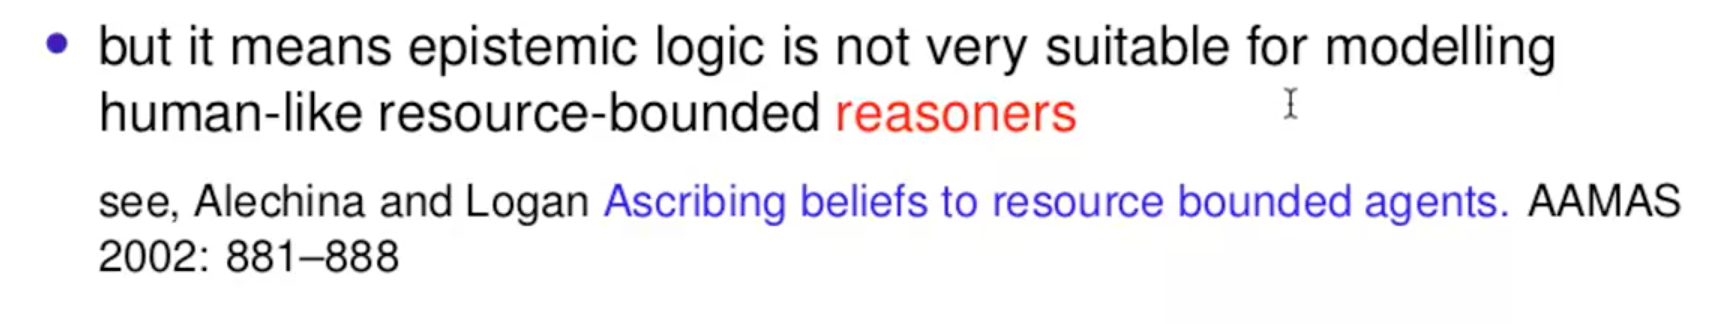 • but it means epistemic logic is not very suitable for modelling
human-like resource-bounded reasoners
see, Alechina and Logan Ascribing beliefs to resource bounded agents. AAMAS
2002: 881–888